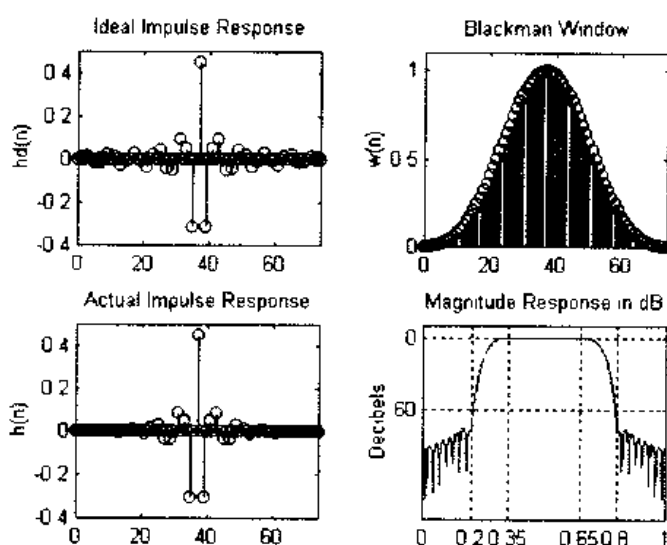 Ideal Impulse Response
0 4
0 2
0
-0 2
-0 4
hd(n)
0 20 40 60
Blackman Window
1
0 5
0
w(n)
0 20 40 60
Actual Impulse Response
0 4
0 2
0
-0 2
-0 4
h(n)
0 20 40 60
Magnitude Response in dB
0
60
Decibels
0 0.2 0 35 0 65 0.8 1